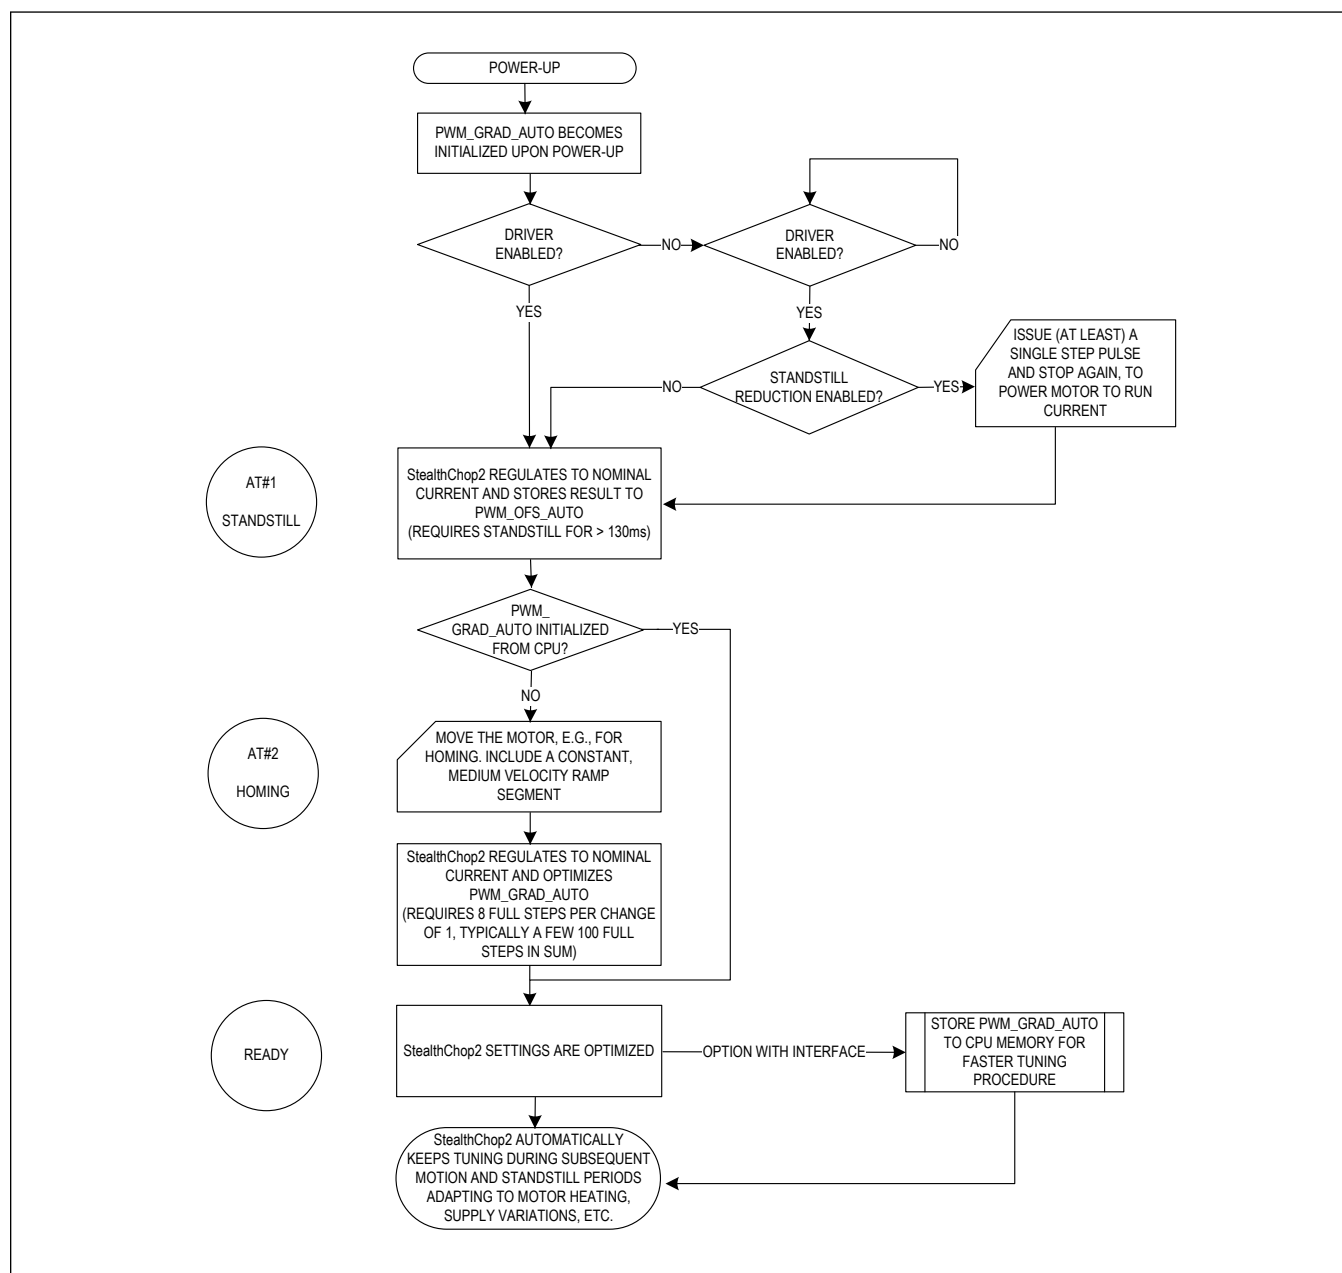 POWER-UP
PWM_GRAD_AUTO BECOMES
INITIALIZED UPON POWER-UP
DRIVER
ENABLED?
NO
DRIVER
ENABLED?
NO
YES
YES
ISSUE (AT LEAST) A
SINGLE STEP PULSE
AND STOP AGAIN, TO
POWER MOTOR TO RUN
CURRENT
NO
STANDSTILL
REDUCTION ENABLED?
YES
AT#1
STANDSTILL
StealthChop2 REGULATES TO NOMINAL
CURRENT AND STORES RESULT TO
PWM_OFS_AUTO
(REQUIRES STANDSTILL FOR > 130ms)
PWM_
GRAD_AUTO INITIALIZED
FROM CPU?
YES
NO
AT#2
HOMING
MOVE THE MOTOR, E.G., FOR
HOMING. INCLUDE A CONSTANT,
MEDIUM VELOCITY RAMP
SEGMENT
StealthChop2 REGULATES TO NOMINAL
CURRENT AND OPTIMIZES
PWM_GRAD_AUTO
(REQUIRES 8 FULL STEPS PER CHANGE
OF 1, TYPICALLY A FEW 100 FULL
STEPS IN SUM)
READY
StealthChop2 SETTINGS ARE OPTIMIZED
OPTION WITH INTERFACE
STORE PWM_GRAD_AUTO
TO CPU MEMORY FOR
FASTER TUNING
PROCEDURE
StealthChop2 AUTOMATICALLY
KEEPS TUNING DURING SUBSEQUENT
MOTION AND STANDSTILL PERIODS
ADAPTING TO MOTOR HEATING,
SUPPLY VARIATIONS, ETC.